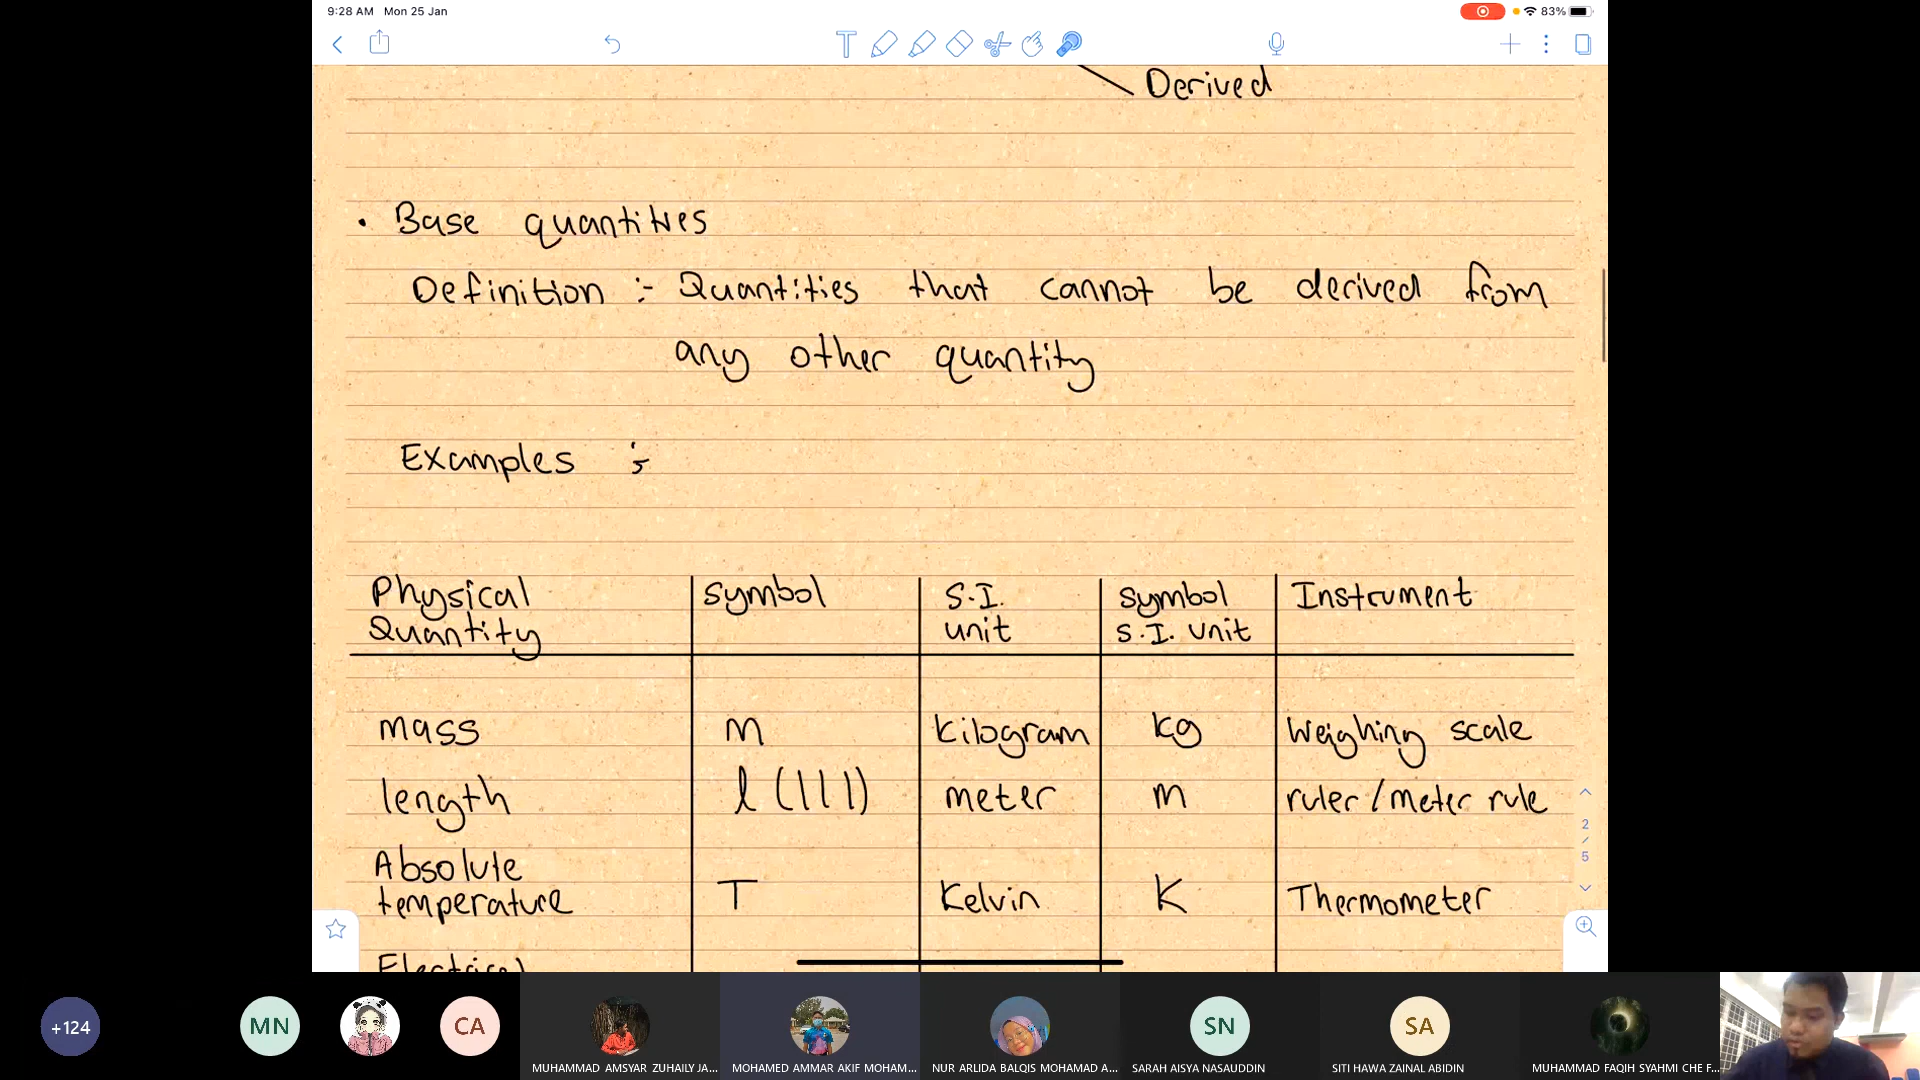 9:28 AM Mon 25 Jan
83%
Derived
• Base quantities
Definition :- Quantities that cannot be derived from
any other quantity
Examples :
Physical Quantity Symbol S.I. unit Symbol S.I. unit Instrument
mass m kilogram kg Weighing scale
length l (l l l) meter m ruler / meter rule
Absolute temperature T Kelvin K Thermometer
Electrical
2 / 5
+124 MN CA SN SA
MUHAMMAD AMSYAR ZUHAILY JA... MOHAMED AMMAR AKIF MOHAM... NUR ARLIDA BALQIS MOHAMAD A... SARAH AISYA NASAUDDIN SITI HAWA ZAINAL ABIDIN MUHAMMAD FAQIH SYAHMI CHE F...